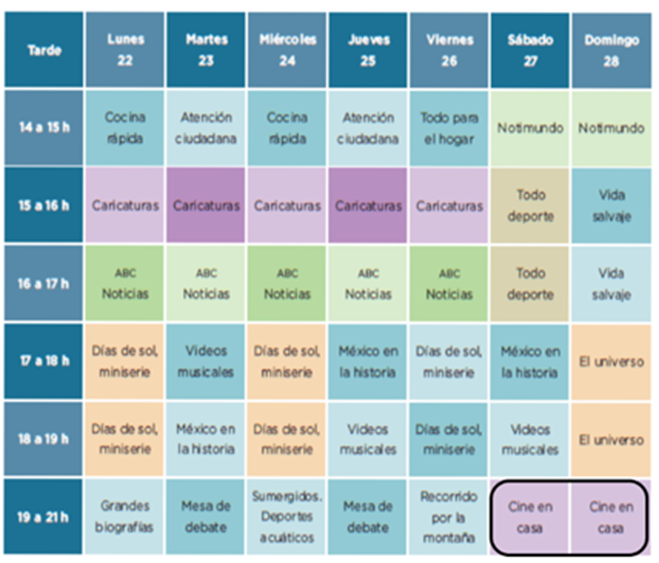 Tarde
Lunes
22
Martes
23
Miércoles
24
Jueves
25
Viernes
26
Sábado
27
Domingo
28
14 a 15 h
Cocina
rápida
Atención
ciudadana
Cocina
rápida
Atención
ciudadana
Todo para
el hogar
Notimundo
Notimundo
15 a 16 h
Caricaturas
Caricaturas
Caricaturas
Caricaturas
Caricaturas
Todo
deporte
Vida
salvaje
16 a 17 h
ABC
Noticias
ABC
Noticias
ABC
Noticias
ABC
Noticias
ABC
Noticias
Todo
deporte
Vida
salvaje
17 a 18 h
Días de sol,
miniserie
Videos
musicales
Días de sol,
miniserie
México en
la historia
Días de sol,
miniserie
México en
la historia
El universo
18 a 19 h
Días de sol,
miniserie
México en
la historia
Días de sol,
miniserie
Videos
musicales
Días de sol,
miniserie
Videos
musicales
El universo
19 a 21 h
Grandes
biografías
Mesa de
debate
Sumergidos.
Deportes
acuáticos
Mesa de
debate
Recorrido
por la
montaña
Cine en
casa
Cine en
casa